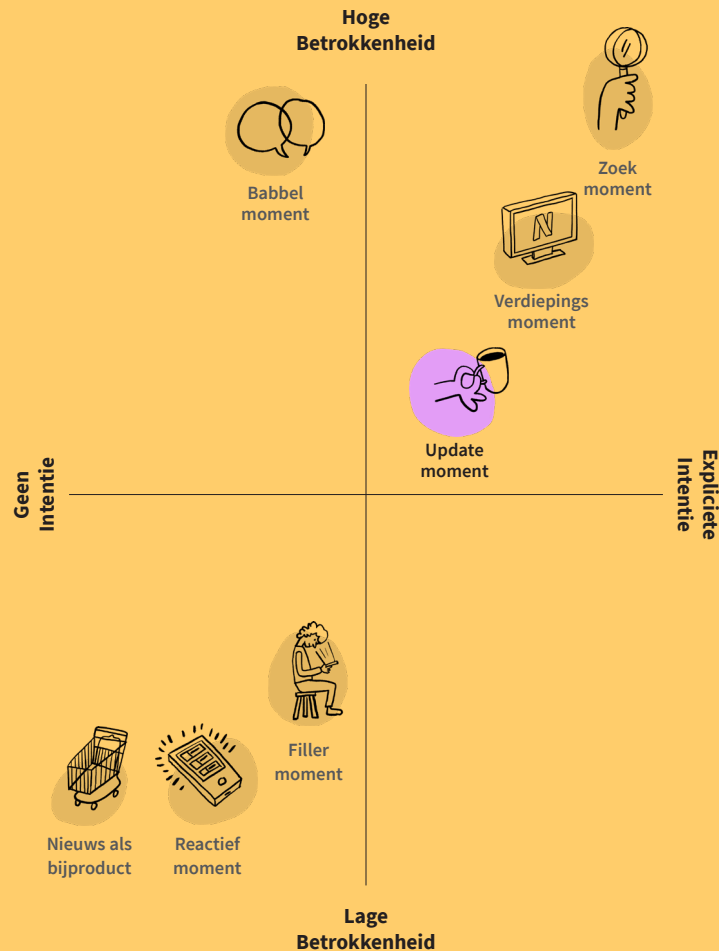 Hoge
Betrokkenheid
Zoek
moment
Babbel
moment
N
Verdiepings
moment
Update
moment
Geen
Intentie
Expliciete
Intentie
Filler
moment
Nieuws als
bijproduct
Reactief
moment
Lage
Betrokkenheid